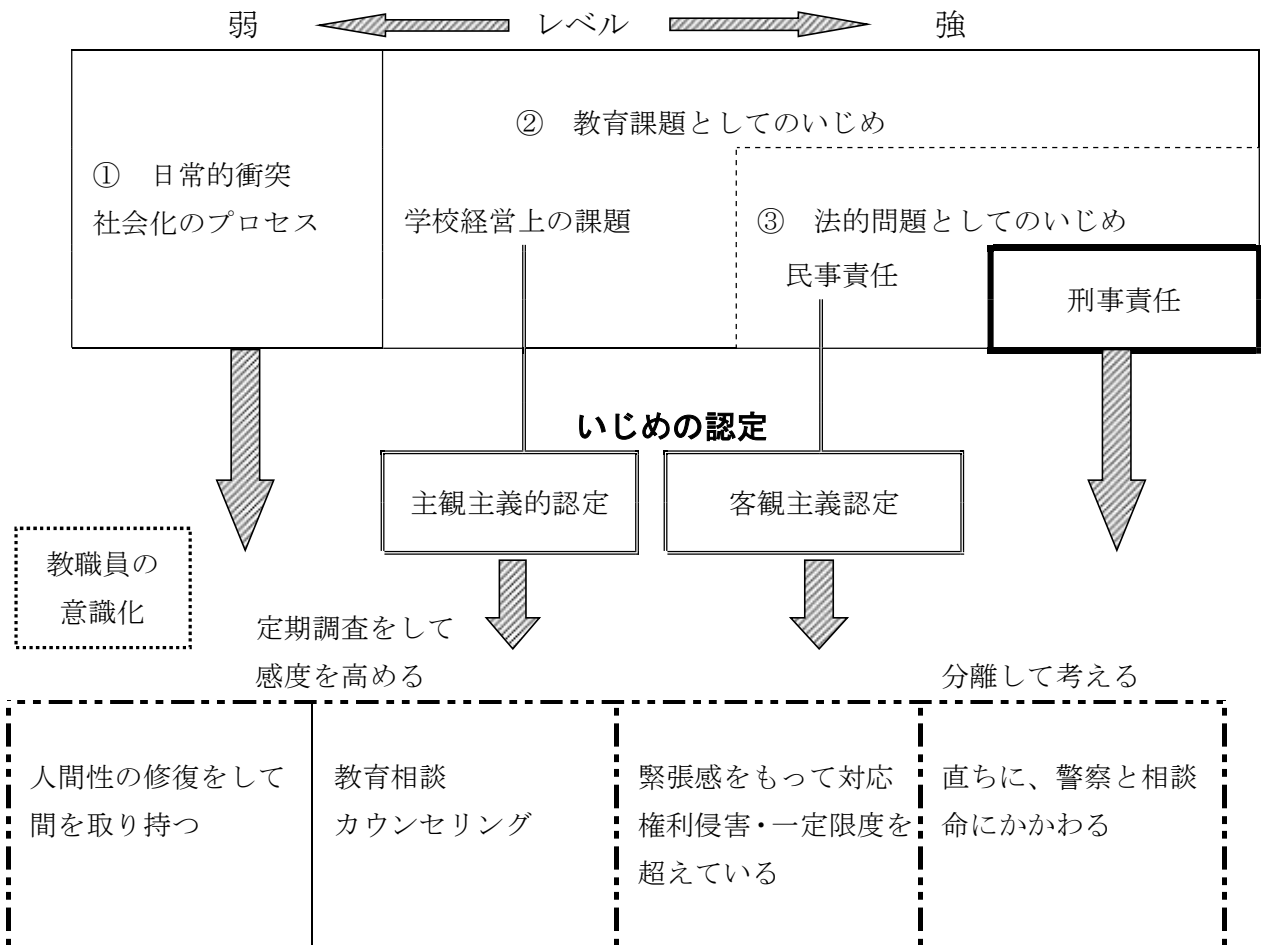 弱 レベル 強
② 教育課題としてのいじめ
① 日常的衝突
社会化のプロセス
学校経営上の課題
③ 法的問題としてのいじめ
民事責任
刑事責任
いじめの認定
主観主義的認定
客観主義認定
教職員の
意識化
定期調査をして
感度を高める
分離して考える
人間性の修復をして
間を取り持つ
教育相談
カウンセリング
緊張感をもって対応
権利侵害・一定限度を
超えている
直ちに、警察と相談
命にかかわる